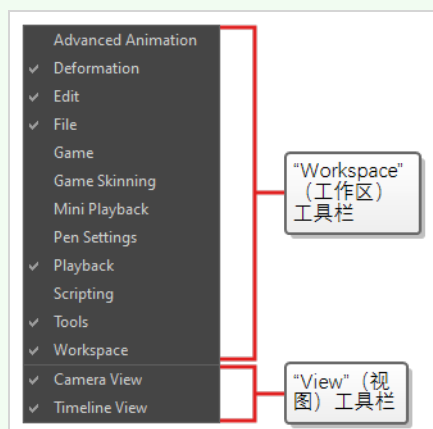 Advanced Animation
Deformation
Edit
File
Game
Game Skinning
Mini Playback
Pen Settings
Playback
Scripting
Tools
Workspace
Camera View
Timeline View
“Workspace”
（工作区）
工具栏
“View”（视
图）工具栏